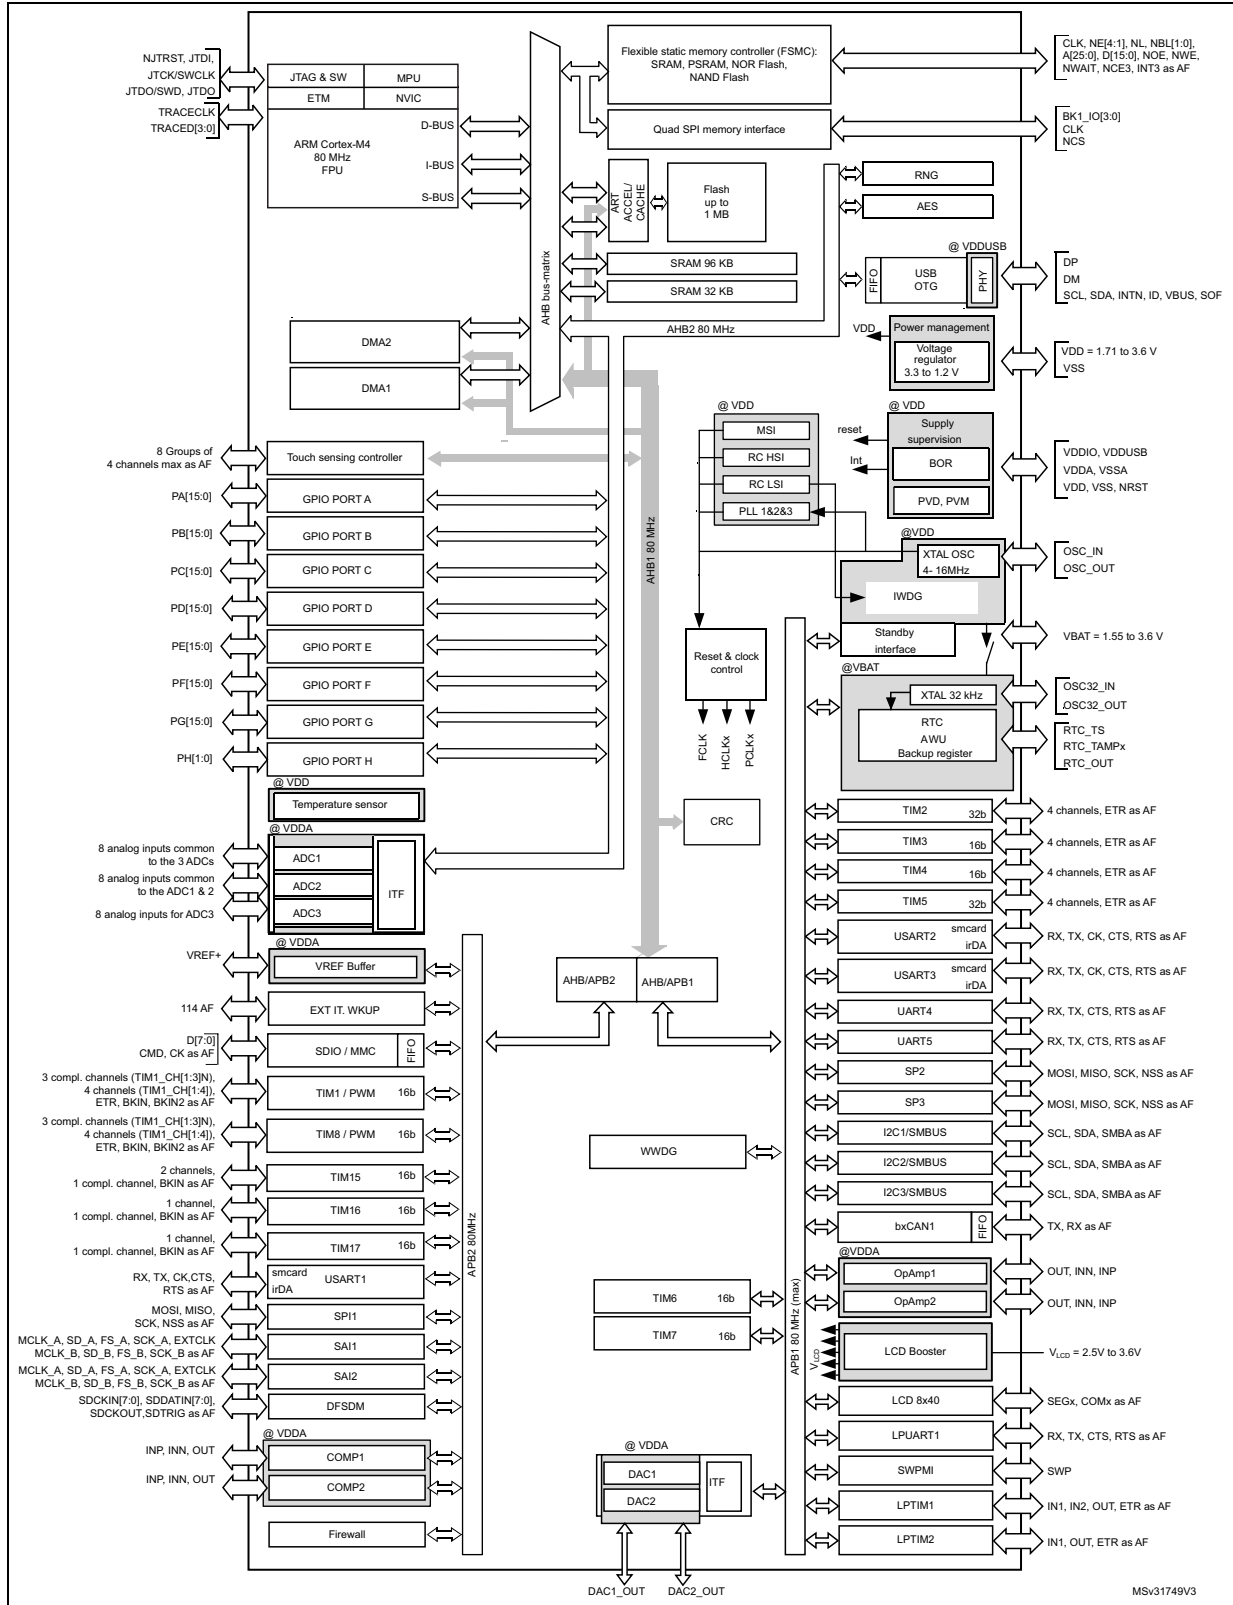 NJTRST, JTDI,
JTCK/SWCLK
JTDO/SWD, JTDO
TRACECLK
TRACED[3:0]
JTAG & SW
MPU
ETM
NVIC
ARM Cortex-M4
80 MHz
FPU
D-BUS
I-BUS
S-BUS
AHB bus-matrix
Flexible static memory controller (FSMC):
SRAM, PSRAM, NOR Flash,
NAND Flash
CLK, NE[4:1], NL, NBL[1:0],
A[25:0], D[15:0], NOE, NWE,
NWAIT, NCE3, INT3 as AF
Quad SPI memory interface
BK1_IO[3:0]
CLK
NCS
ART
ACCEL/
CACHE
Flash
up to
1 MB
RNG
AES
SRAM 96 KB
SRAM 32 KB
@ VDDUSB
FIFO
USB
OTG
PHY
DP
DM
SCL, SDA, INTN, ID, VBUS, SOF
AHB2 80 MHz
DMA2
DMA1
VDD
Power management
Voltage
regulator
3.3 to 1.2 V
VDD = 1.71 to 3.6 V
VSS
@ VDD
MSI
RC HSI
RC LSI
PLL 1&2&3
@ VDD
reset
Int
Supply
supervision
BOR
PVD, PVM
VDDIO, VDDUSB
VDDA, VSSA
VDD, VSS, NRST
8 Groups of
4 channels max as AF
Touch sensing controller
PA[15:0]
GPIO PORT A
PB[15:0]
GPIO PORT B
PC[15:0]
GPIO PORT C
PD[15:0]
GPIO PORT D
PE[15:0]
GPIO PORT E
PF[15:0]
GPIO PORT F
PG[15:0]
GPIO PORT G
PH[1:0]
GPIO PORT H
AHB1 80 MHz
@VDD
XTAL OSC
4- 16MHz
IWDG
OSC_IN
OSC_OUT
Standby
interface
VBAT = 1.55 to 3.6 V
@VBAT
XTAL 32 kHz
RTC
AWU
Backup register
OSC32_IN
OSC32_OUT
RTC_TS
RTC_TAMPx
RTC_OUT
Reset & clock
control
FCLK
HCLKx
PCLKx
@ VDD
Temperature sensor
@ VDDA
8 analog inputs common
to the 3 ADCs
8 analog inputs common
to the ADC1 & 2
8 analog inputs for ADC3
ADC1
ADC2
ADC3
ITF
CRC
@ VDDA
VREF+
VREF Buffer
114 AF
EXT IT. WKUP
D[7:0]
CMD, CK as AF
SDIO / MMC
FIFO
3 compl. channels (TIM1_CH[1:3]N),
4 channels (TIM1_CH[1:4]),
ETR, BKIN, BKIN2 as AF
TIM1 / PWM
16b
3 compl. channels (TIM1_CH[1:3]N),
4 channels (TIM1_CH[1:4]),
ETR, BKIN, BKIN2 as AF
TIM8 / PWM
16b
2 channels,
1 compl. channel, BKIN as AF
TIM15
16b
1 channel,
1 compl. channel, BKIN as AF
TIM16
16b
1 channel,
1 compl. channel, BKIN as AF
TIM17
16b
RX, TX, CK,CTS,
RTS as AF
smcard
irDA
USART1
MOSI, MISO,
SCK, NSS as AF
SPI1
MCLK_A, SD_A, FS_A, SCK_A, EXTCLK
MCLK_B, SD_B, FS_B, SCK_B as AF
SAI1
MCLK_A, SD_A, FS_A, SCK_A, EXTCLK
MCLK_B, SD_B, FS_B, SCK_B as AF
SAI2
SDCKIN[7:0], SDDATIN[7:0],
SDCKOUT,SDTRIG as AF
DFSDM
@ VDDA
INP, INN, OUT
COMP1
INP, INN, OUT
COMP2
Firewall
APB2 80MHz
AHB/APB2
AHB/APB1
WWDG
TIM6
16b
TIM7
16b
@ VDDA
DAC1
DAC2
ITF
DAC1_OUT
DAC2_OUT
APB1 80 MHz (max)
TIM2
32b
4 channels, ETR as AF
TIM3
16b
4 channels, ETR as AF
TIM4
16b
4 channels, ETR as AF
TIM5
32b
4 channels, ETR as AF
USART2
smcard
irDA
RX, TX, CK, CTS, RTS as AF
USART3
smcard
irDA
RX, TX, CK, CTS, RTS as AF
UART4
RX, TX, CTS, RTS as AF
UART5
RX, TX, CTS, RTS as AF
SP2
MOSI, MISO, SCK, NSS as AF
SP3
MOSI, MISO, SCK, NSS as AF
I2C1/SMBUS
SCL, SDA, SMBA as AF
I2C2/SMBUS
SCL, SDA, SMBA as AF
I2C3/SMBUS
SCL, SDA, SMBA as AF
bxCAN1
FIFO
TX, RX as AF
@VDDA
OpAmp1
OUT, INN, INP
OpAmp2
OUT, INN, INP
VLCD
LCD Booster
VLCD = 2.5V to 3.6V
LCD 8x40
SEGx, COMx as AF
LPUART1
RX, TX, CTS, RTS as AF
SWPMI
SWP
LPTIM1
IN1, IN2, OUT, ETR as AF
LPTIM2
IN1, OUT, ETR as AF
MSv31749V3